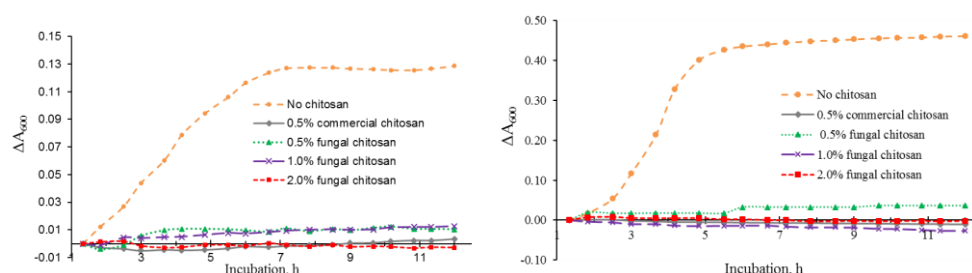 0.15
0.13
0.11
0.09
0.07
0.05
0.03
0.01
-0.01
ΔA600
No chitosan
0.5% commercial chitosan
0.5% fungal chitosan
1.0% fungal chitosan
2.0% fungal chitosan
1 3 5 7 9 11
Incubation, h
0.50
0.40
0.30
0.20
0.10
0.00
-0.10
ΔA600
No chitosan
0.5% commercial chitosan
0.5% fungal chitosan
1.0% fungal chitosan
2.0% fungal chitosan
1 3 5 7 9 11
Incubation, h